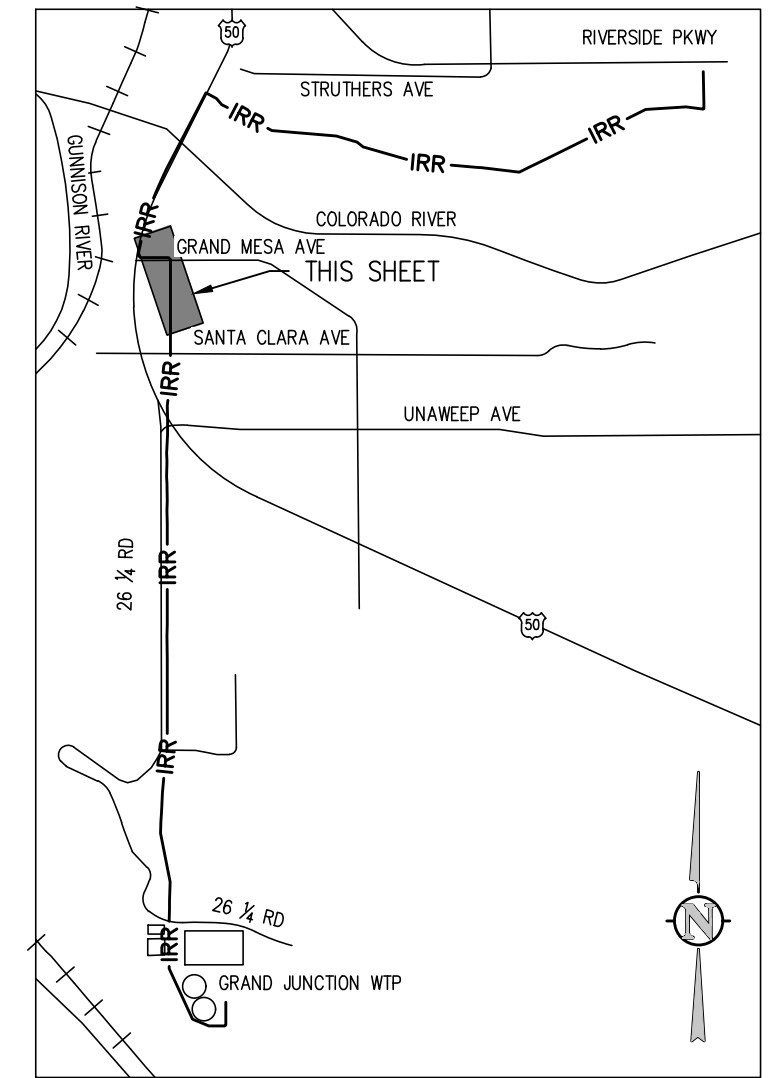 50
RIVERSIDE PKWY
STRUTHERS AVE
IRR
IRR
IRR
GUNNISON RIVER
IRR
COLORADO RIVER
GRAND MESA AVE
THIS SHEET
SANTA CLARA AVE
IRR
UNAWEEP AVE
26 ¼ RD
IRR
50
IRR
26 ¼ RD
IRR
N
GRAND JUNCTION WTP